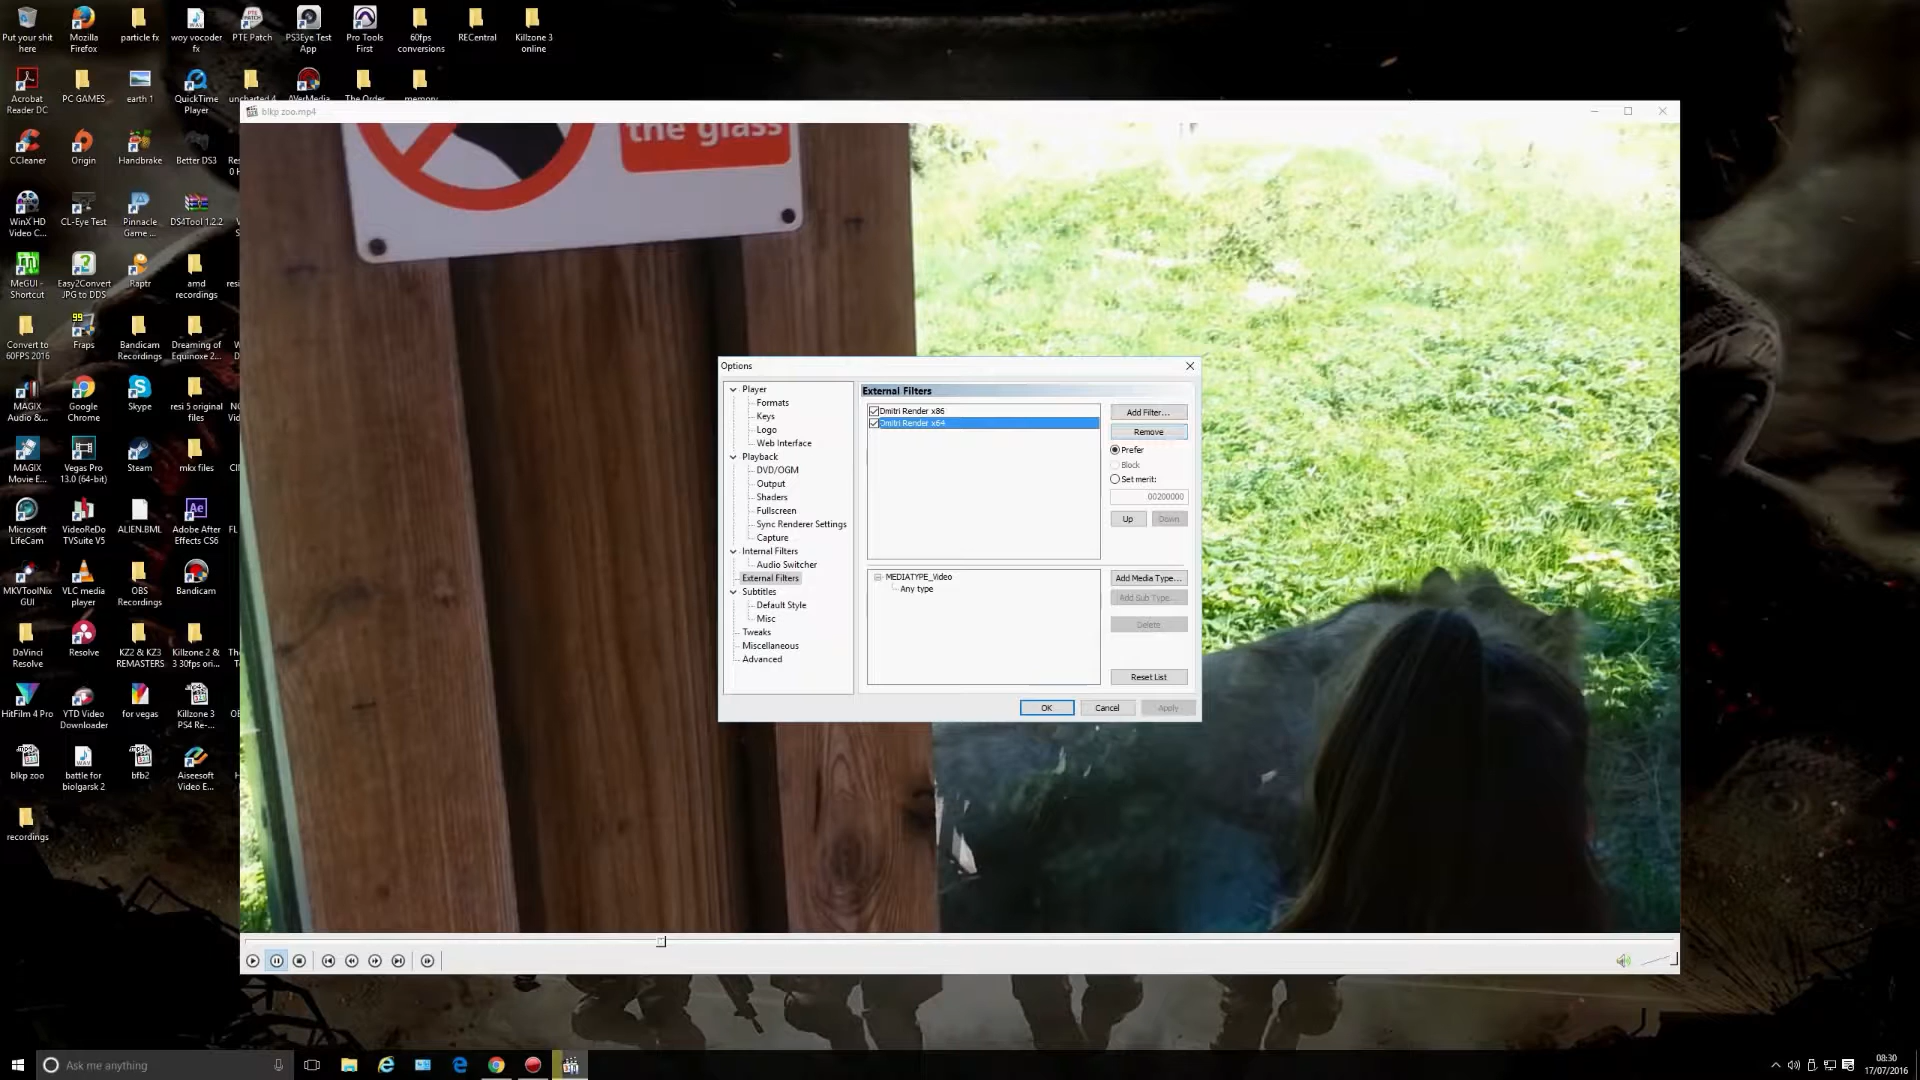 Put your shit here
Mozilla Firefox
particle fx
woy vocoder fx
PTE Patch
PS3Eye Test App
Pro Tools First
60fps conversions
RECentral
Killzone 3 online
Acrobat Reader DC
PC GAMES
earth 1
QuickTime Player
uncharted 4
AVerMedia
The Order
memory
CCleaner
Origin
Handbrake
Better DS3
WinX HD Video C...
CL-Eye Test
Pinnacle Game ...
DS4Tool 1.2.2
MeGUI - Shortcut
Easy2Convert JPG to DDS
Raptr
amd recordings
Convert to 60FPS 2016
99
Fraps
Bandicam Recordings
Dreaming of Equinoxe 2...
MAGIX Audio &...
Google Chrome
Skype
resi 5 original files
MAGIX Movie E...
Vegas Pro 13.0 (64-bit)
Steam
mkx files
Microsoft LifeCam
VideoReDo TVSuite V5
ALIEN.BML
Adobe After Effects CS6
MKVToolNix GUI
VLC media player
OBS Recordings
Bandicam
DaVinci Resolve
Resolve
KZ2 & KZ3 REMASTERS
Killzone 2 & 3 30fps ori...
HitFilm 4 Pro
YTD Video Downloader
for vegas
Killzone 3 PS4 Re-...
blkp zoo
battle for biolgarsk 2
bfb2
Aiseesoft Video E...
recordings
blkp zoo.mp4
the glass
Options
Player
Formats
Keys
Logo
Web Interface
Playback
DVD/OGM
Output
Shaders
Fullscreen
Sync Renderer Settings
Capture
Internal Filters
Audio Switcher
External Filters
Subtitles
Default Style
Misc
Tweaks
Miscellaneous
Advanced
External Filters
Dmitri Render x86
Dmitri Render x64
Add Filter...
Remove
Prefer
Block
Set merit:
00200000
Up
Down
MEDIATYPE_Video
Any type
Add Media Type...
Add Sub Type...
Delete
Reset List
OK
Cancel
Apply
Ask me anything
08:30
17/07/2016